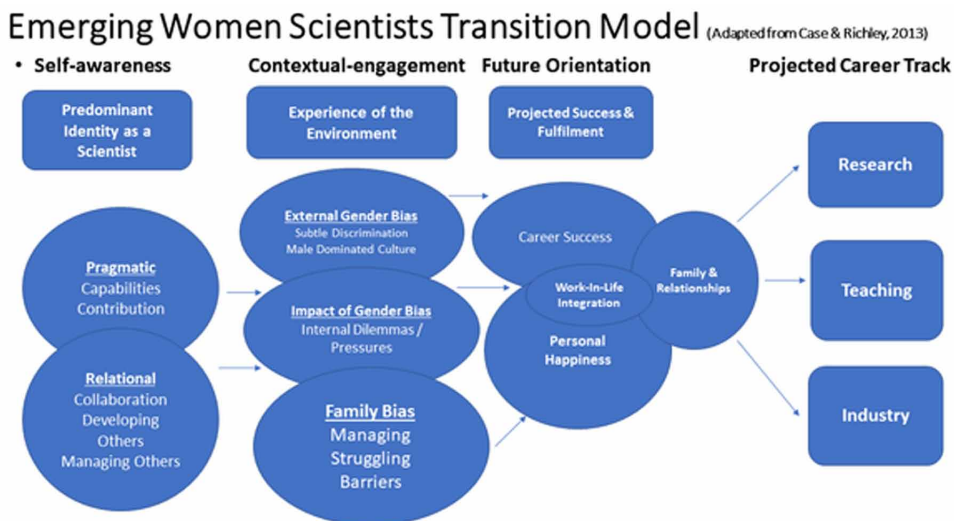 Emerging Women Scientists Transition Model (Adapted from Case & Richley, 2013)
• Self-awareness
Contextual-engagement
Future Orientation
Projected Career Track
Predominant
Identity as a
Scientist
Experience of the
Environment
Projected Success &
Fulfilment
Pragmatic
Capabilities
Contribution
Relational
Collaboration
Developing
Others
Managing Others
External Gender Bias
Subtle Discrimination
Male Dominated Culture
Impact of Gender Bias
Internal Dilemmas /
Pressures
Family Bias
Managing
Struggling
Barriers
Career Success
Work-In-Life
Integration
Personal
Happiness
Family &
Relationships
Research
Teaching
Industry